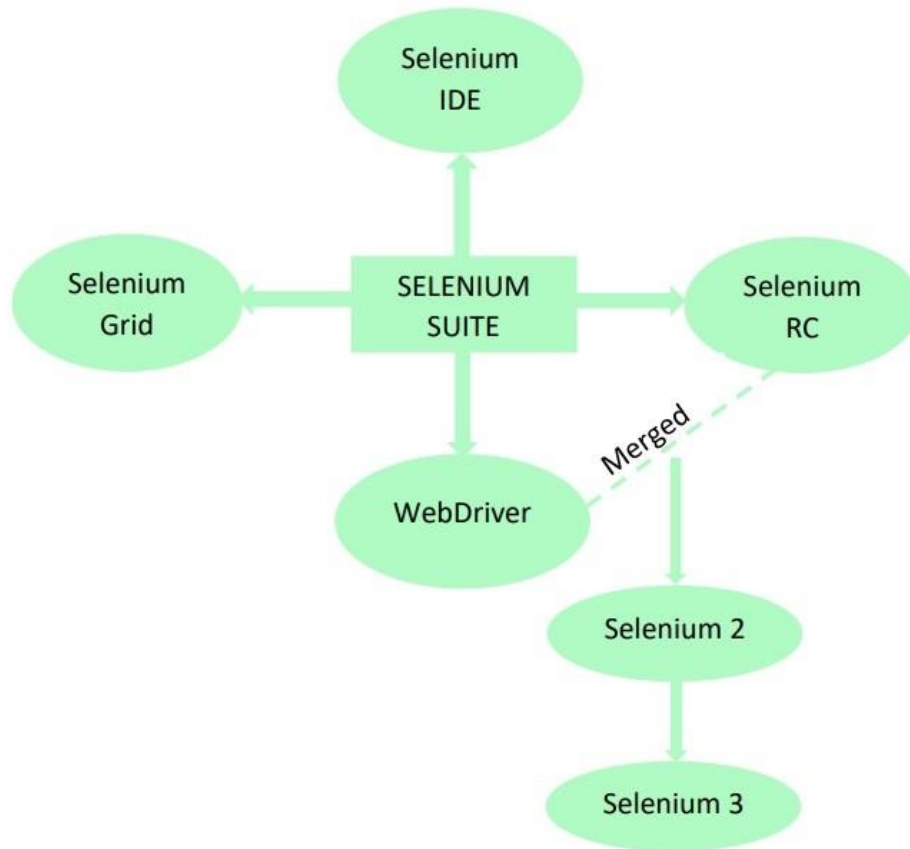 Selenium
IDE
Selenium
Grid
SELENIUM
SUITE
Selenium
RC
Merged
WebDriver
Selenium 2
Selenium 3